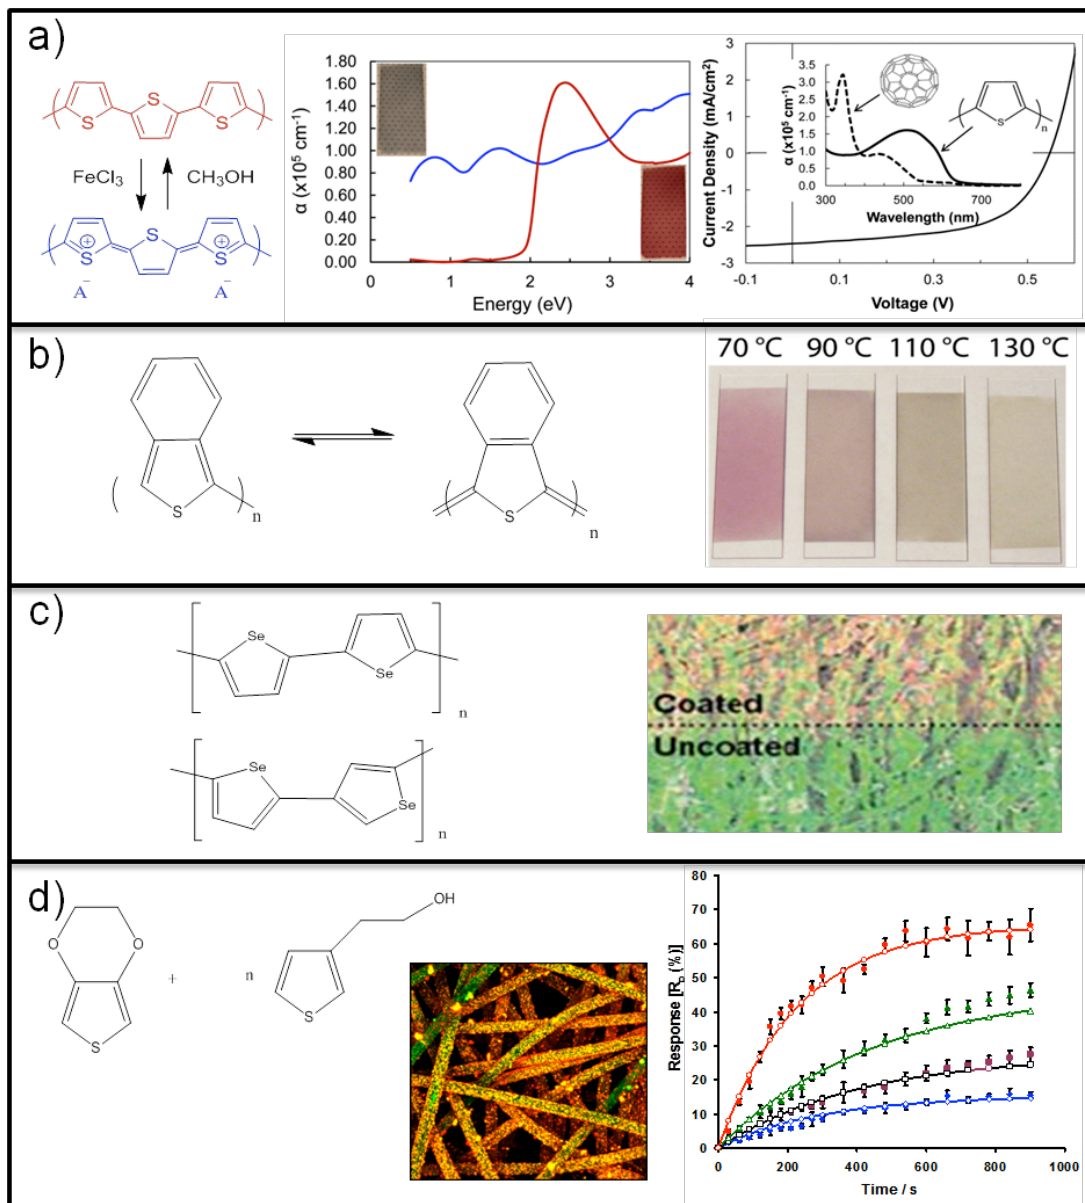 a)
S
S
S
FeCl3
CH3OH
S
⊕
S
S
⊕
A−
A−
α (x10⁵ cm⁻¹)
1.80
1.60
1.40
1.20
1.00
0.80
0.60
0.40
0.20
0.00
0
1
2
3
4
Energy (eV)
Current Density (mA/cm²)
3
2
1
0
-1
-2
-3
-0.1
0.1
0.3
0.5
Voltage (V)
α (x10⁵ cm⁻¹)
3.5
3.0
2.5
2.0
1.5
1.0
0.5
0.0
300
500
700
Wavelength (nm)
S
n
b)
S
n
S
n
70 °C 90 °C 110 °C 130 °C
c)
Se
Se
n
Se
Se
n
Coated
Uncoated
d)
O
O
S
+
n
OH
S
Response [Rb (%)]
80
70
60
50
40
30
20
10
0
0
200
400
600
800
1000
Time / s